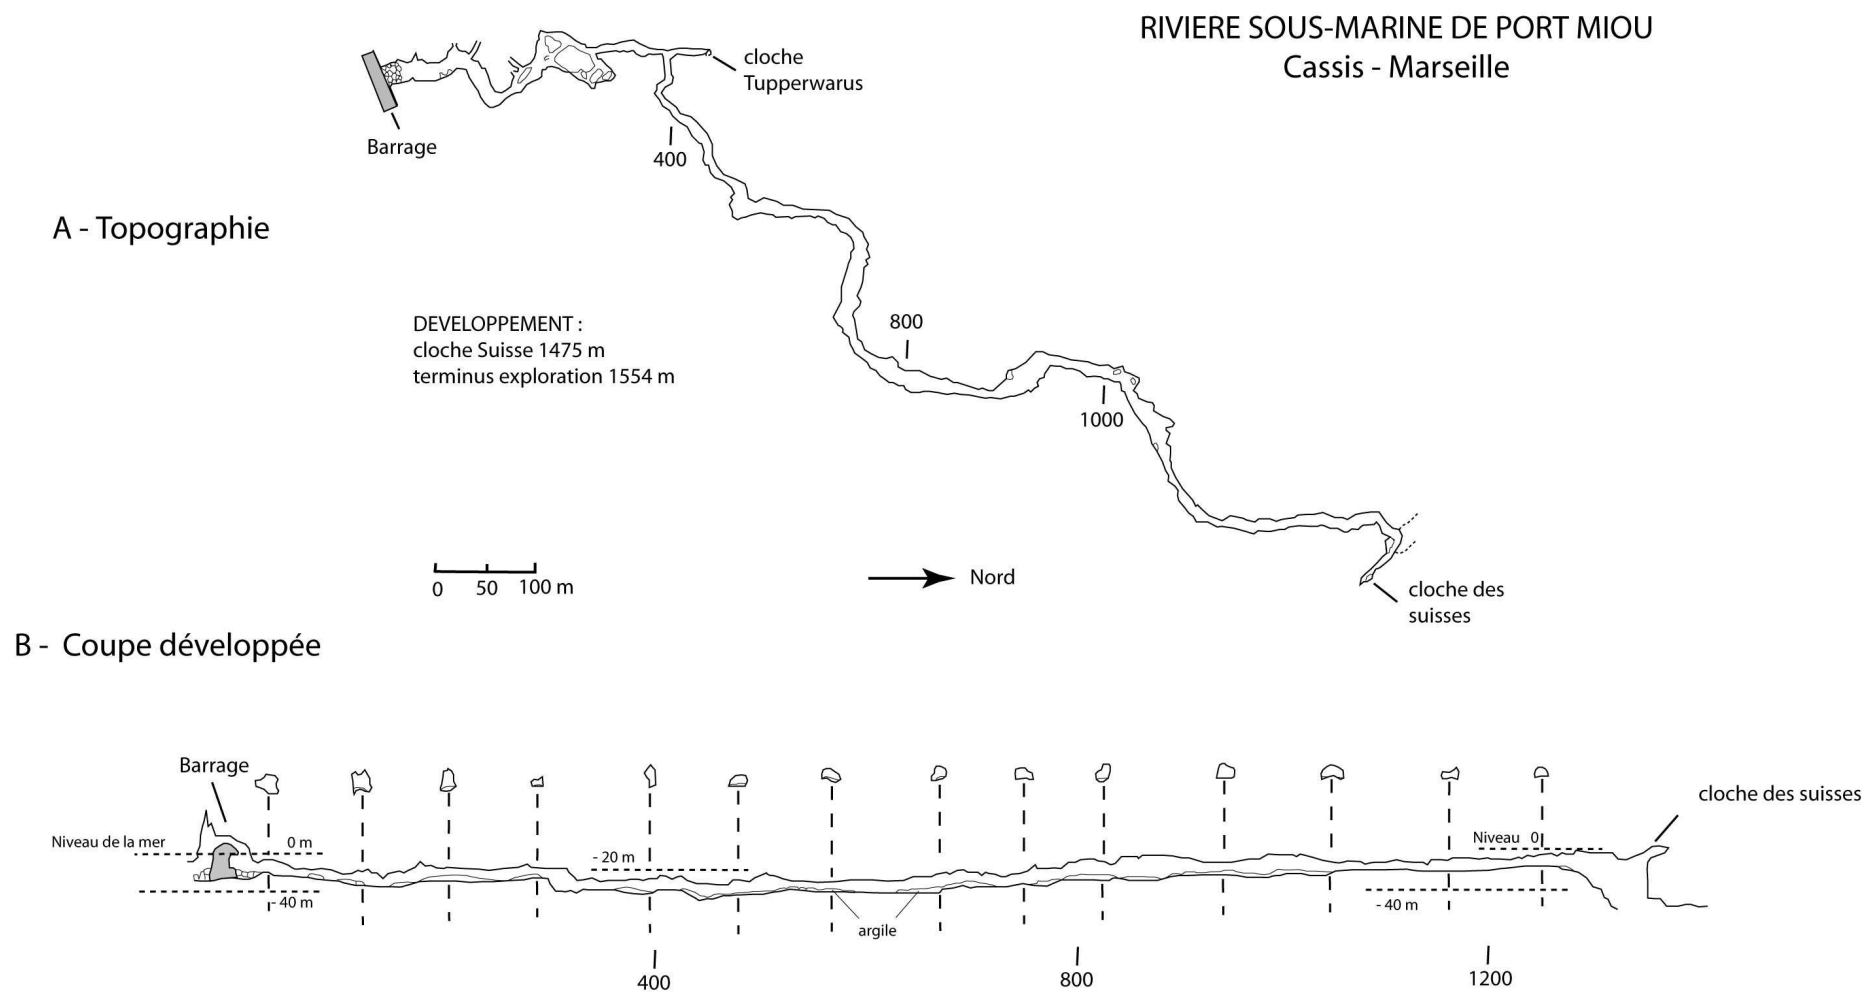 RIVIERE SOUS-MARINE DE PORT MIOU
Cassis - Marseille
cloche
Tupperwarus
Barrage
400
A - Topographie
DEVELOPPEMENT :
cloche Suisse 1475 m
terminus exploration 1554 m
800
1000
0 50 100 m
Nord
cloche des
suisses
B - Coupe développée
Barrage
cloche des suisses
Niveau de la mer
0 m
- 20 m
Niveau 0
- 40 m
- 40 m
argile
400
800
1200